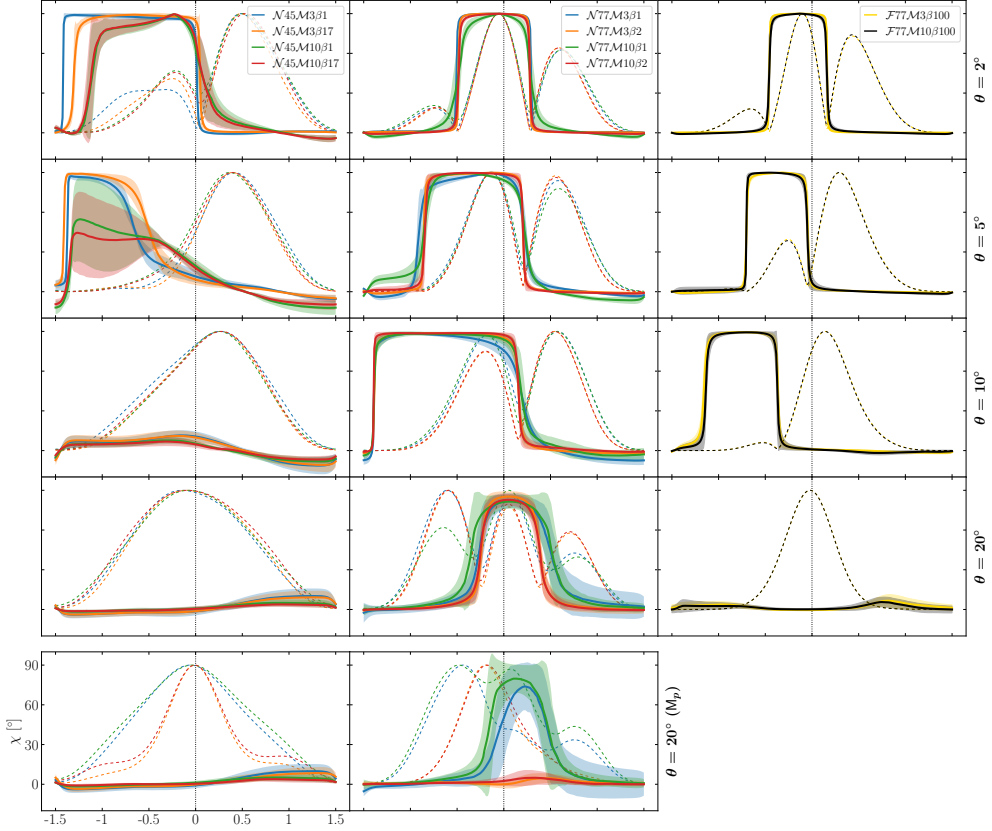 𝒩45ℳ3β1
𝒩45ℳ3β17
𝒩45ℳ10β1
𝒩45ℳ10β17
𝒩77ℳ3β1
𝒩77ℳ3β2
𝒩77ℳ10β1
𝒩77ℳ10β2
ℱ77ℳ3β100
ℱ77ℳ10β100
θ = 2°
θ = 5°
θ = 10°
θ = 20°
θ = 20° (M_p)
χ [°]
90
60
30
0
-1.5 -1 -0.5 0 0.5 1 1.5